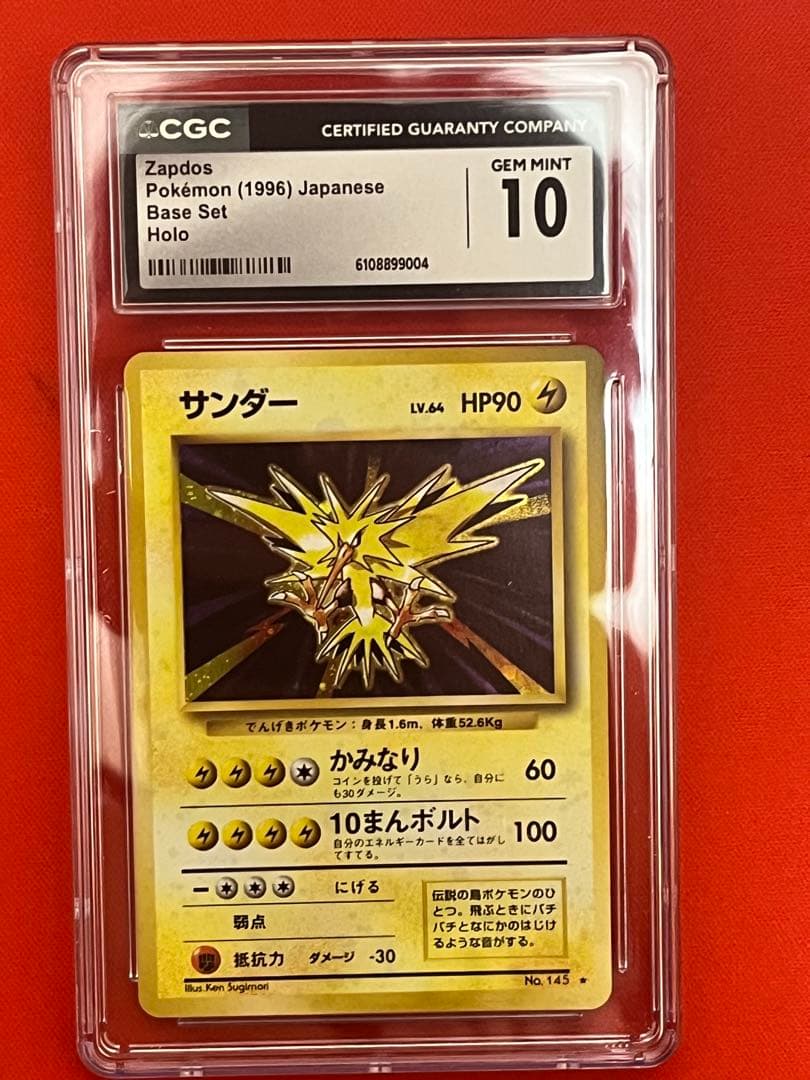 CGC
CERTIFIED GUARANTY COMPANY
Zapdos
Pokémon (1996) Japanese
Base Set
Holo
GEM MINT
10
6108899004
サンダー LV.64 HP90
でんげきポケモン：身長1.6m、体重52.6Kg
かみなり 60
コインを投げて「うら」なら、自分に
も30ダメージ。
10まんボルト 100
自分のエネルギーカードを全てはがし
てすてる。
にげる
弱点
抵抗力 ダメージ -30
伝説の鳥ポケモンのひ
とつ。飛ぶときにバチ
バチとなにかのはじけ
るような音がする。
Illus.Ken Sugimori
No. 145 ★